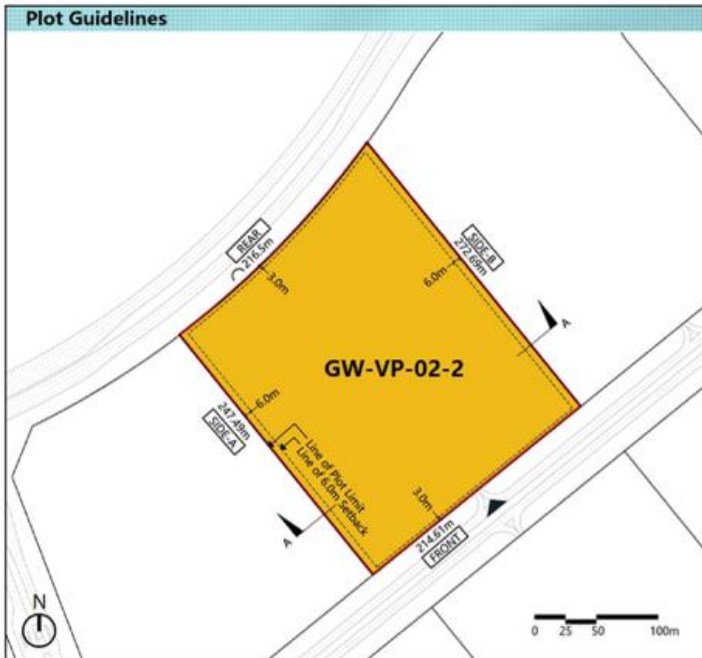 Plot Guidelines
REAR
216.5m
3.0m
SIDE-B
272.69m
6.0m
A
GW-VP-02-2
6.0m
247.49m
SIDE-A
Line of Plot Limit
Line of 6.0m Setback
3.0m
A
214.61m
FRONT
N
0 25 50 100m